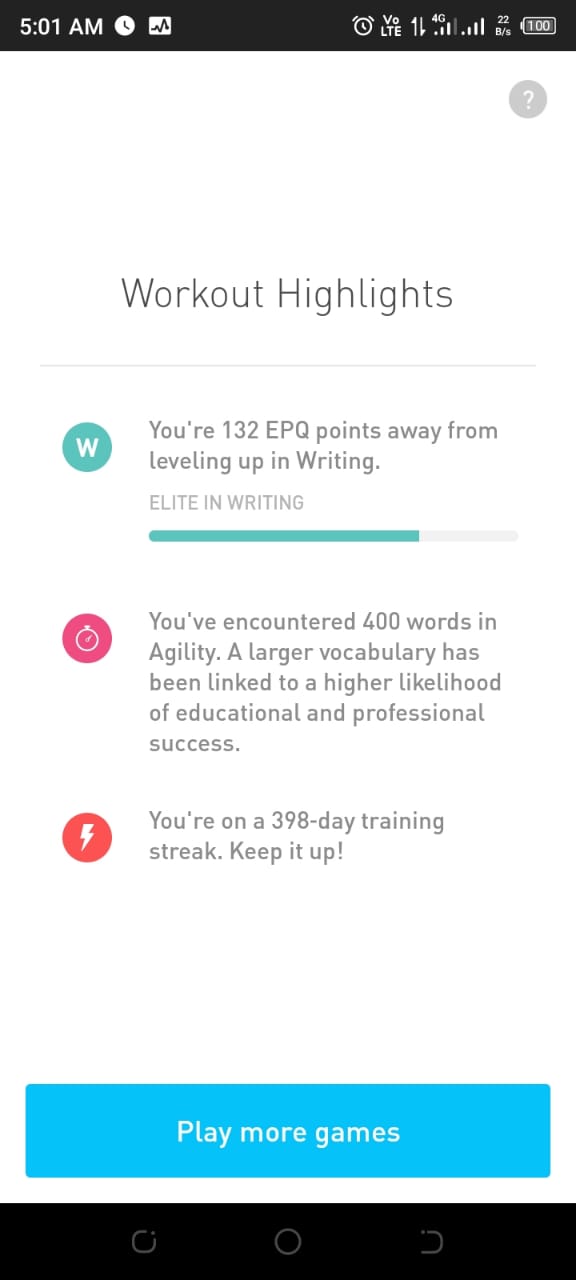 5:01 AM
Vo LTE 4G 22 B/s 100
?
Workout Highlights
W
You're 132 EPQ points away from
leveling up in Writing.
ELITE IN WRITING
You've encountered 400 words in
Agility. A larger vocabulary has
been linked to a higher likelihood
of educational and professional
success.
You're on a 398-day training
streak. Keep it up!
Play more games